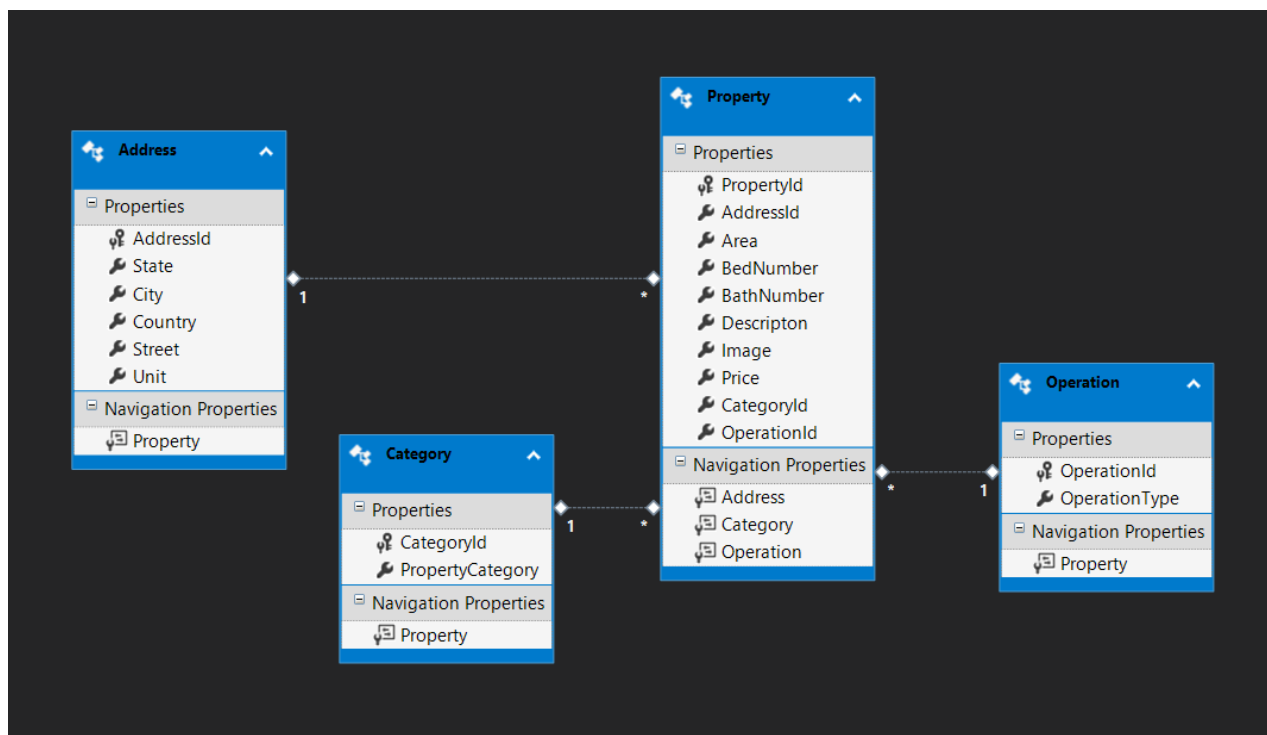 Address
Properties
AddressId
State
City
Country
Street
Unit
Navigation Properties
Property
1
*
Category
Properties
CategoryId
PropertyCategory
Navigation Properties
Property
1
*
Property
Properties
PropertyId
AddressId
Area
BedNumber
BathNumber
Descripton
Image
Price
CategoryId
OperationId
Navigation Properties
Address
Category
Operation
*
1
Operation
Properties
OperationId
OperationType
Navigation Properties
Property